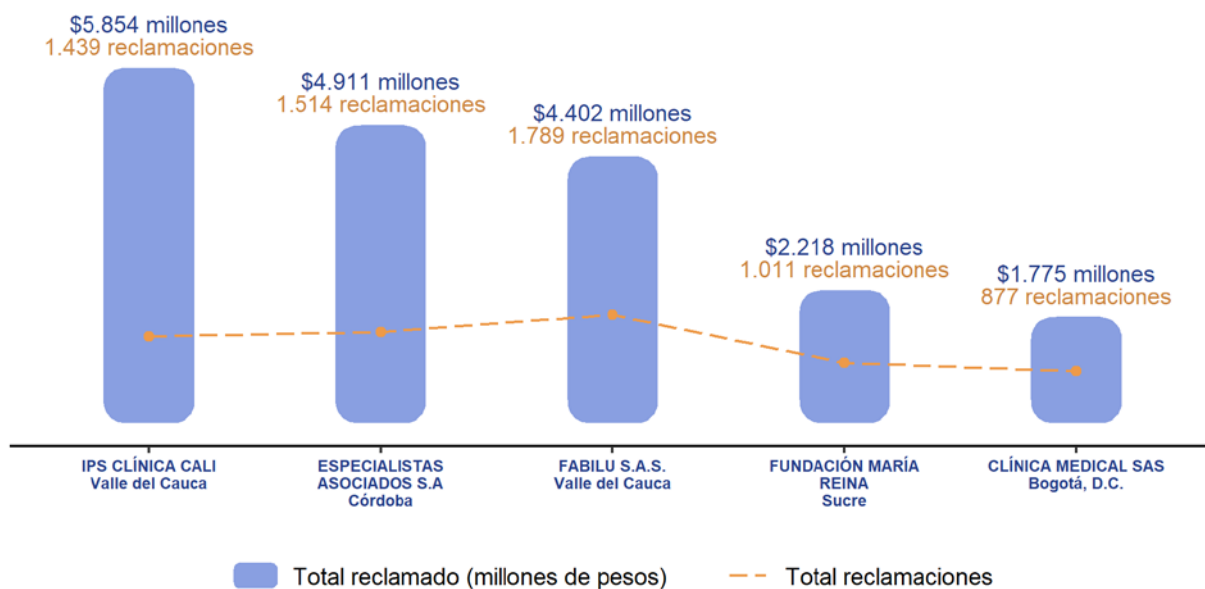 $5.854 millones
1.439 reclamaciones
$4.911 millones
1.514 reclamaciones
$4.402 millones
1.789 reclamaciones
$2.218 millones
1.011 reclamaciones
$1.775 millones
877 reclamaciones
IPS CLÍNICA CALI
Valle del Cauca
ESPECIALISTAS
ASOCIADOS S.A
Córdoba
FABILU S.A.S.
Valle del Cauca
FUNDACIÓN MARÍA
REINA
Sucre
CLÍNICA MEDICAL SAS
Bogotá, D.C.
Total reclamado (millones de pesos)
Total reclamaciones